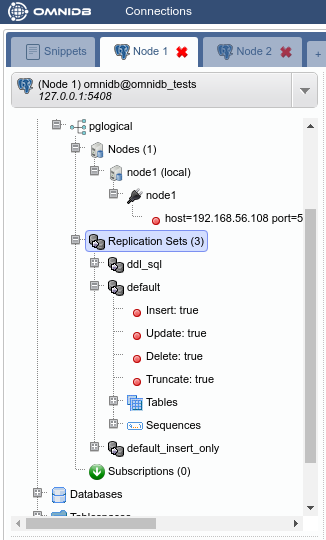 OMNIDB
Connections
Snippets
Node 1
Node 2
+
(Node 1) omnidb@omnidb_tests
127.0.0.1:5408
pglogical
Nodes (1)
node1 (local)
node1
host=192.168.56.108 port=5
Replication Sets (3)
ddl_sql
default
Insert: true
Update: true
Delete: true
Truncate: true
Tables
Sequences
default_insert_only
Subscriptions (0)
Databases
Tablespaces